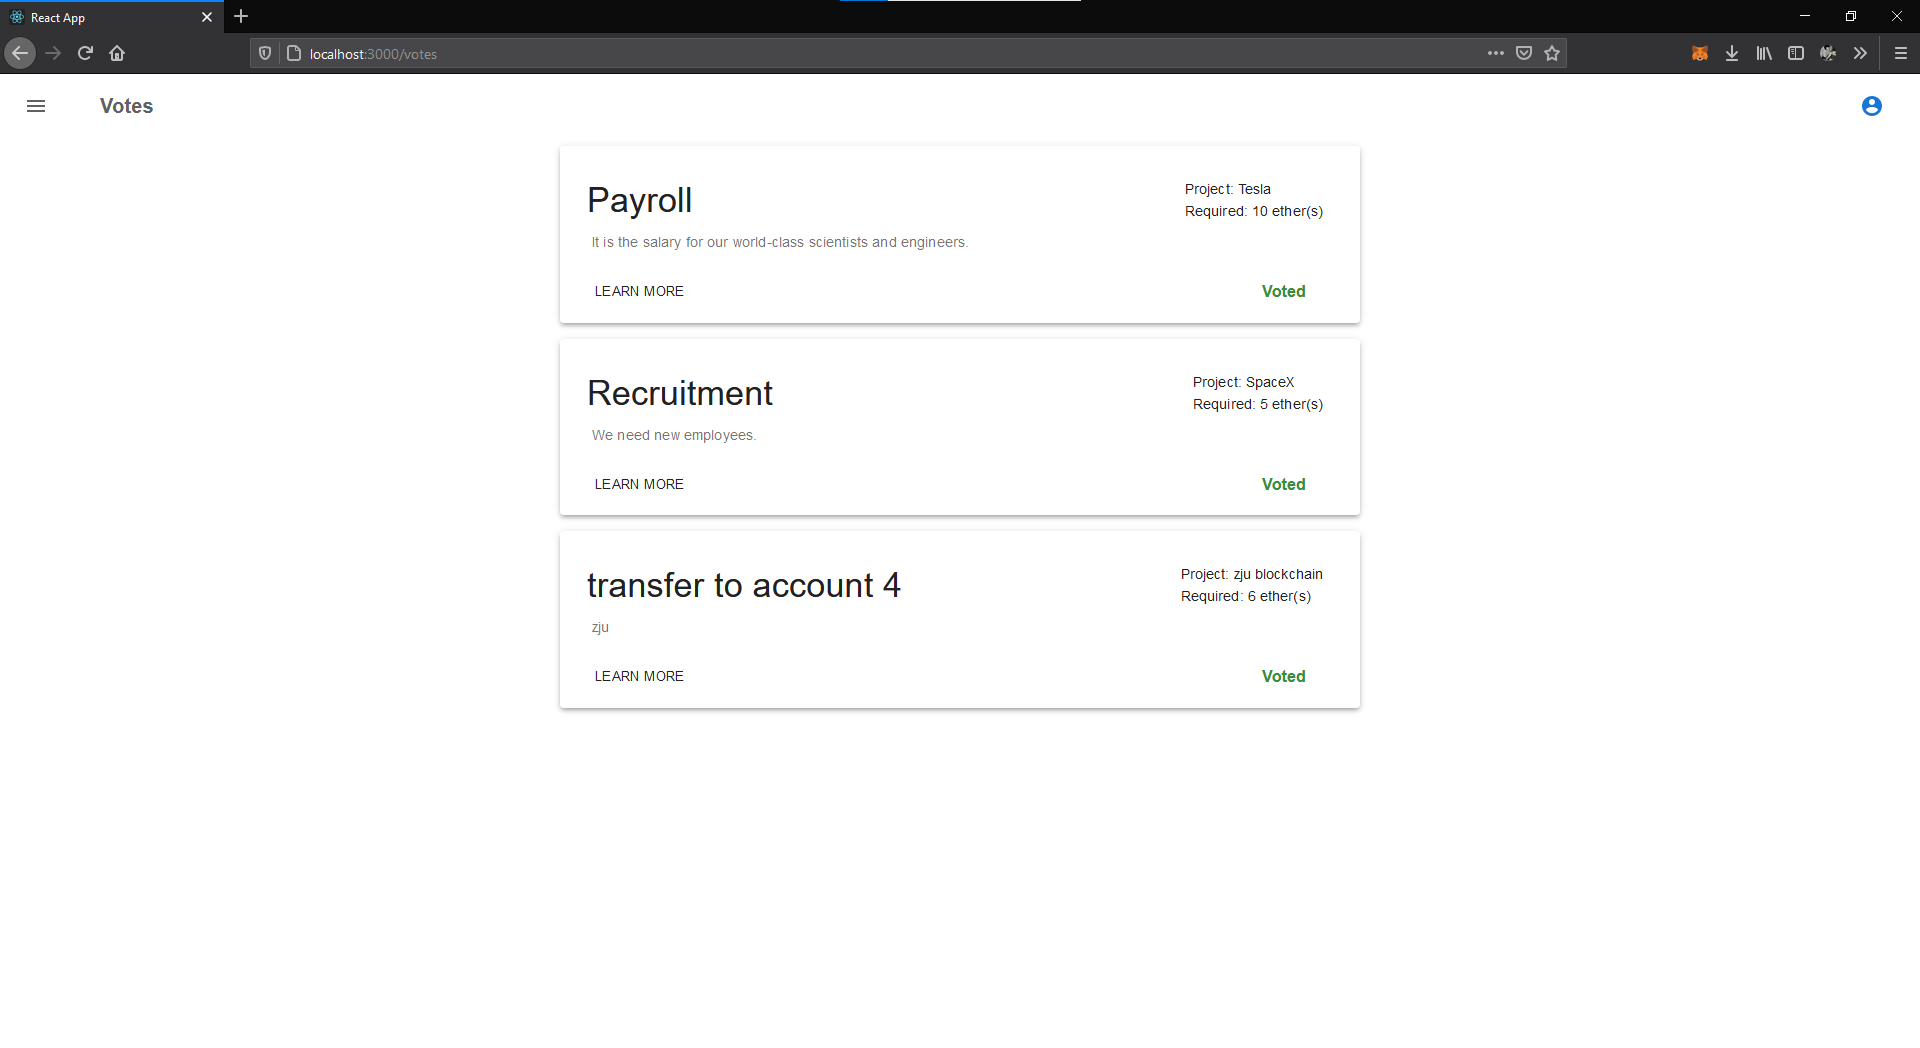 React App
localhost:3000/votes
Votes
Payroll
Project: Tesla
Required: 10 ether(s)
It is the salary for our world-class scientists and engineers.
LEARN MORE
Voted
Recruitment
Project: SpaceX
Required: 5 ether(s)
We need new employees.
LEARN MORE
Voted
transfer to account 4
Project: zju blockchain
Required: 6 ether(s)
zju
LEARN MORE
Voted